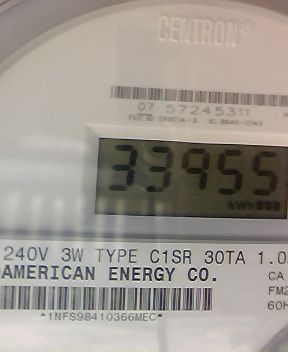 CENTRON®
07 57245311
33955
kWh
240V 3W TYPE C1SR 30TA 1.0
AMERICAN ENERGY CO.
CA
FM2
60H
*1NFS98410366MEC*